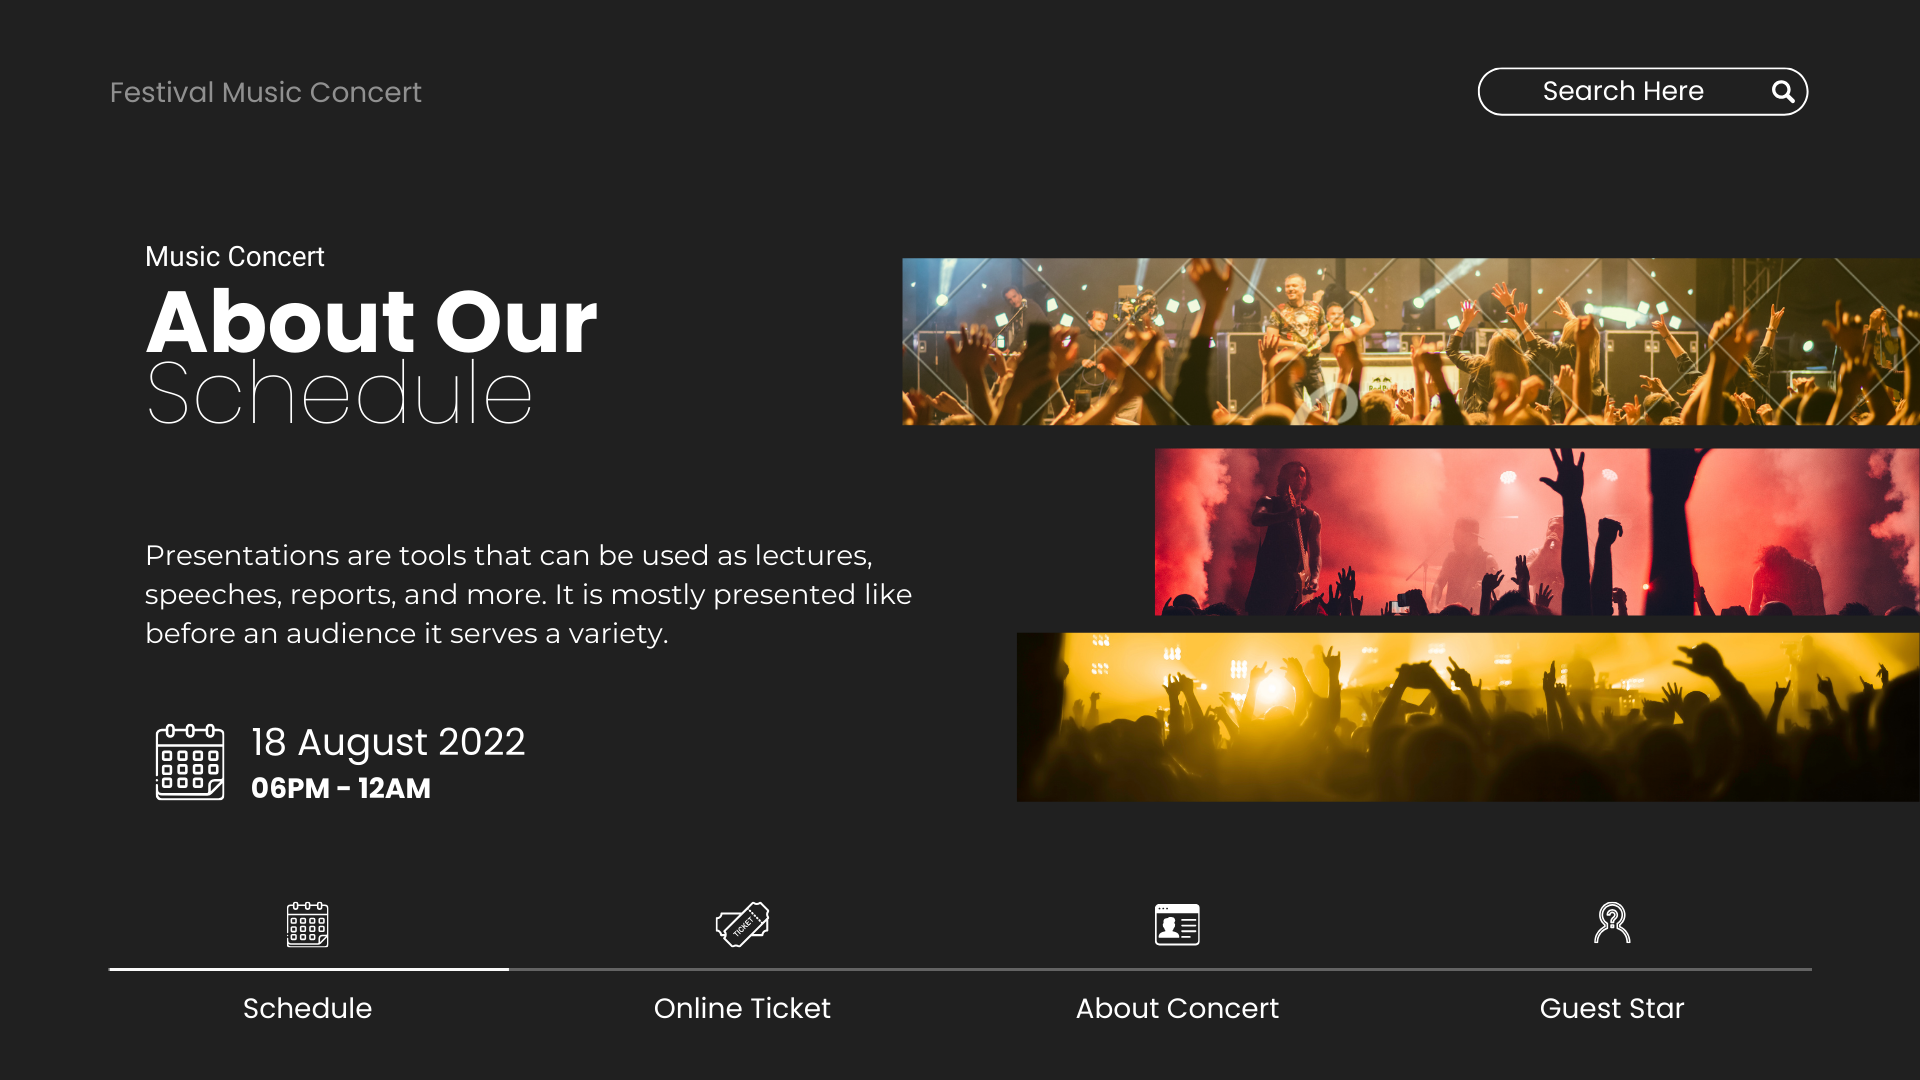 Festival Music Concert
Search Here
Music Concert
About Our
Schedule
Presentations are tools that can be used as lectures,
speeches, reports, and more. It is mostly presented like
before an audience it serves a variety.
18 August 2022
06PM - 12AM
TICKET
Schedule
Online Ticket
About Concert
Guest Star